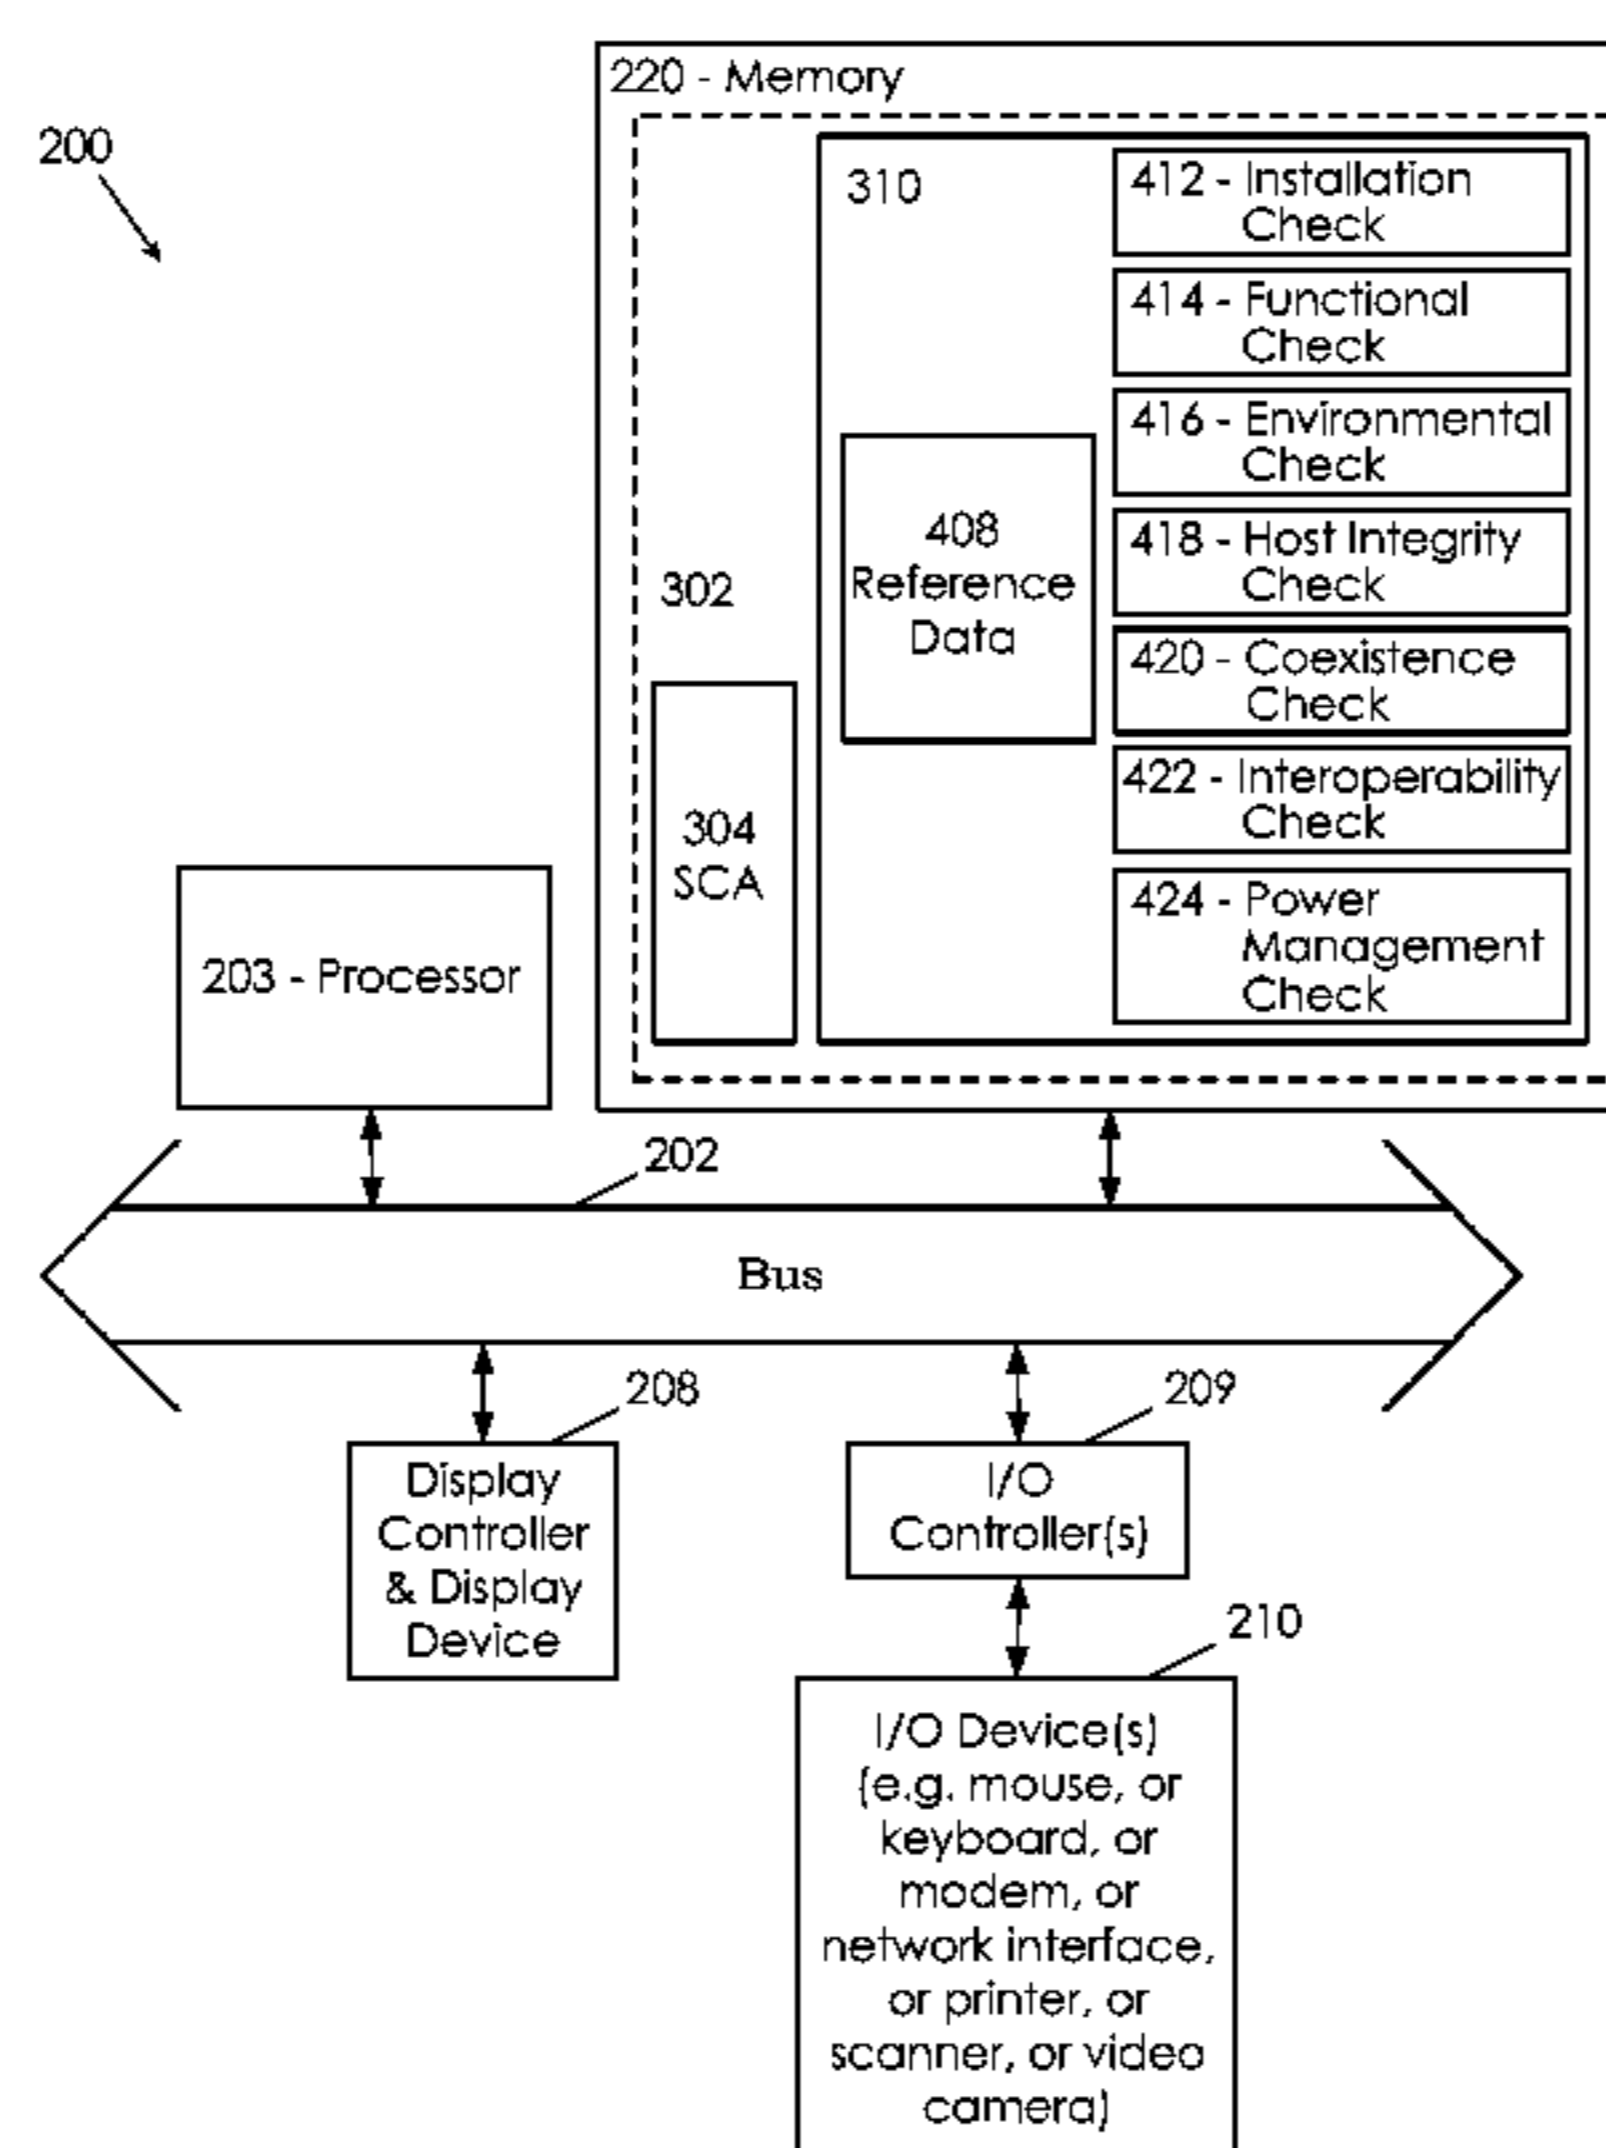 220 - Memory
200
310
412 - Installation
Check
414 - Functional
Check
416 - Environmental
Check
408
Reference
Data
418 - Host Integrity
Check
302
420 - Coexistence
Check
422 - Interoperability
Check
304
SCA
424 - Power
Management
Check
203 - Processor
202
Bus
208
209
Display
Controller
& Display
Device
I/O
Controller(s)
210
I/O Device(s)
(e.g. mouse, or
keyboard, or
modem, or
network interface,
or printer, or
scanner, or video
camera)